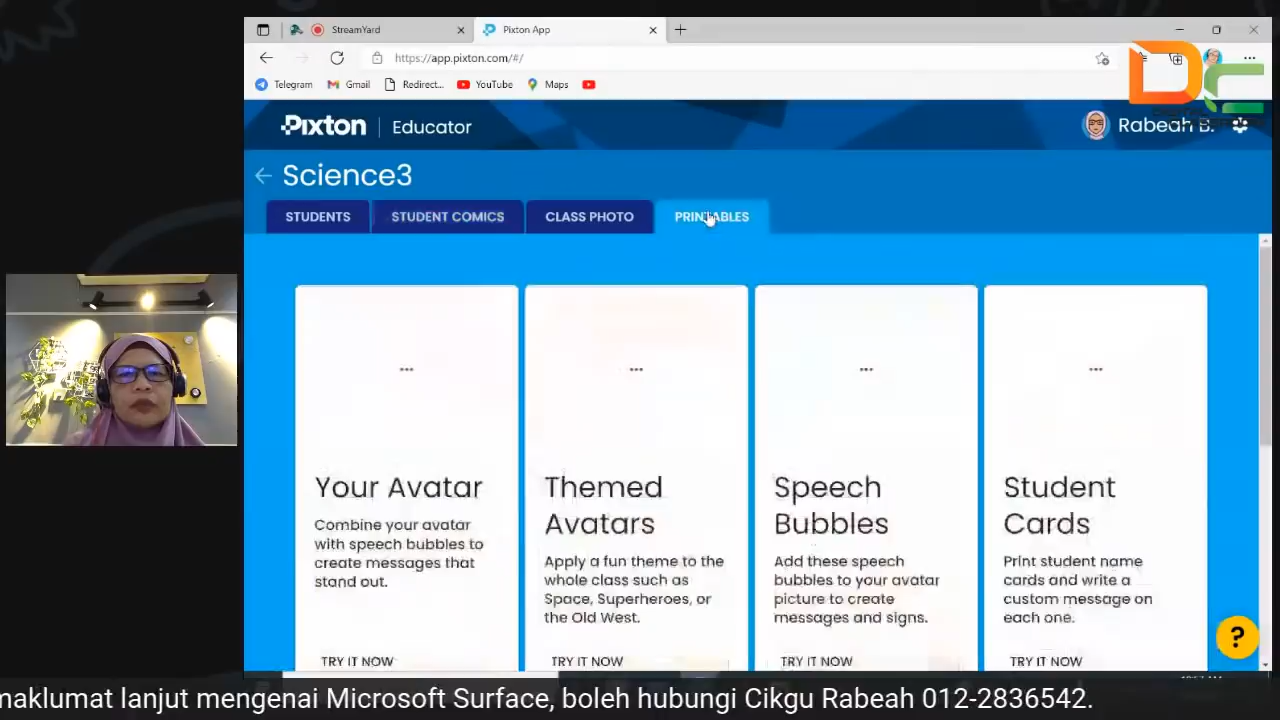 StreamYard
Pixton App
https://app.pixton.com/#/
Telegram
Gmail
Redirect...
YouTube
Maps
Pixton
Educator
Rabeah B.
Science3
STUDENTS
STUDENT COMICS
CLASS PHOTO
PRINTABLES
Your Avatar
Combine your avatar
with speech bubbles to
create messages that
stand out.
TRY IT NOW
Themed
Avatars
Apply a fun theme to the
whole class such as
Space, Superheroes, or
the Old West.
TRY IT NOW
Speech
Bubbles
Add these speech
bubbles to your avatar
picture to create
messages and signs.
TRY IT NOW
Student
Cards
Print student name
cards and write a
custom message on
each one.
TRY IT NOW
?
maklumat lanjut mengenai Microsoft Surface, boleh hubungi Cikgu Rabeah 012-2836542.